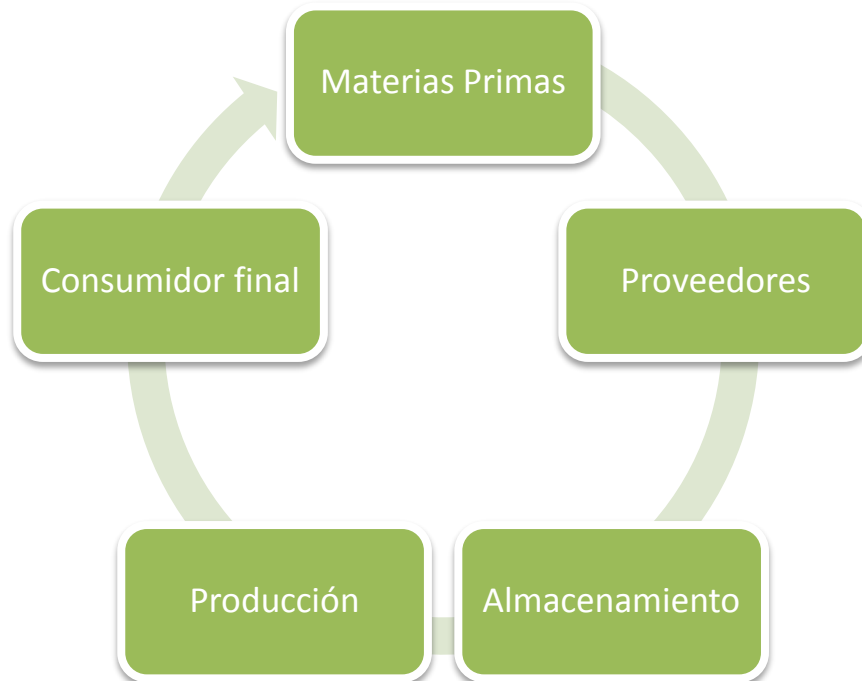 Materias Primas
Proveedores
Almacenamiento
Producción
Consumidor final